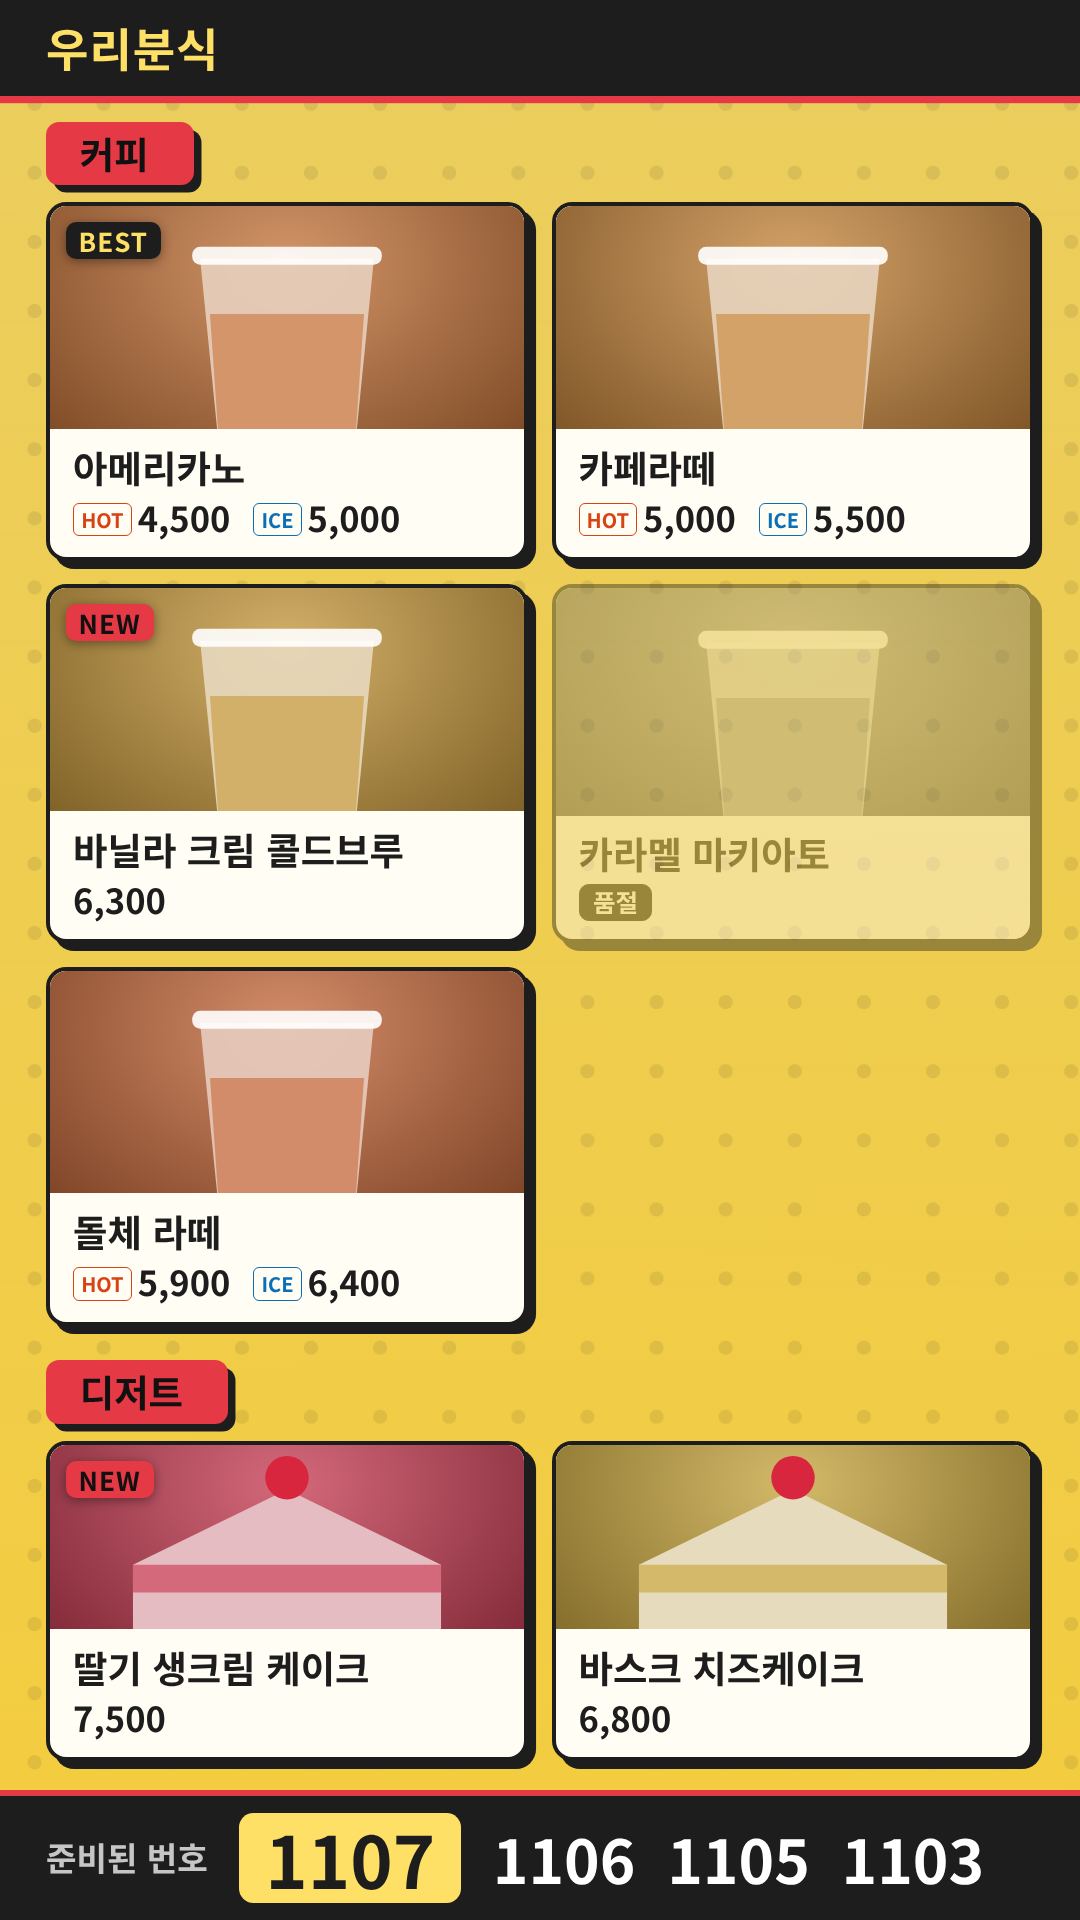 우리분식
커피
BEST
아메리카노
HOT 4,500 ICE 5,000
카페라떼
HOT 5,000 ICE 5,500
NEW
바닐라 크림 콜드브루
6,300
카라멜 마키아토
품절
돌체 라떼
HOT 5,900 ICE 6,400
디저트
NEW
딸기 생크림 케이크
7,500
바스크 치즈케이크
6,800
준비된 번호 1107 1106 1105 1103